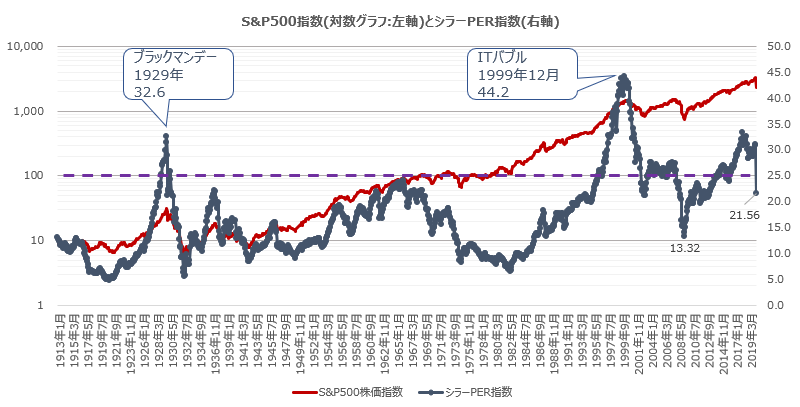 S&P500指数(対数グラフ:左軸)とシラーPER指数(右軸)
ブラックマンデー
1929年
32.6
ITバブル
1999年12月
44.2
10,000
1,000
100
10
1
50.0
45.0
40.0
35.0
30.0
25.0
20.0
15.0
10.0
5.0
0.0
21.56
13.32
1913年1月
1915年3月
1917年5月
1919年7月
1921年9月
1923年11月
1926年1月
1928年3月
1930年5月
1932年7月
1934年9月
1936年11月
1939年1月
1941年3月
1943年5月
1945年7月
1947年9月
1949年11月
1952年1月
1954年3月
1956年5月
1958年7月
1960年9月
1962年11月
1965年1月
1967年3月
1969年5月
1971年7月
1973年9月
1975年11月
1978年1月
1980年3月
1982年5月
1984年7月
1986年9月
1988年11月
1991年1月
1993年3月
1995年5月
1997年7月
1999年9月
2001年11月
2004年1月
2006年3月
2008年5月
2010年7月
2012年9月
2014年11月
2017年1月
2019年3月
S&P500株価指数
シラーPER指数